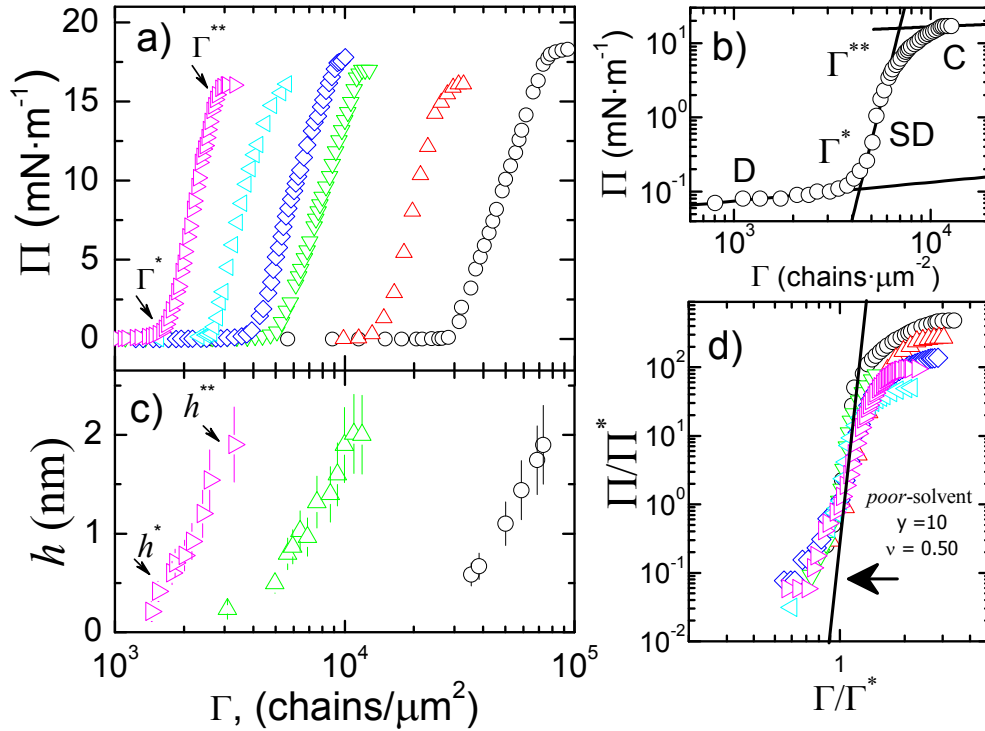 a)
Γ**
Γ*
Π (mN·m⁻¹)
20
15
10
5
0
b)
Γ**
C
Γ*
SD
D
Π (mN·m⁻¹)
10¹
10⁰
10⁻¹
10³
10⁴
Γ (chains·μm⁻²)
c)
h**
h*
h (nm)
2
1
0
10³
10⁴
10⁵
Γ, (chains/μm²)
d)
Π/Π*
10²
10¹
10⁰
10⁻¹
10⁻²
poor-solvent
y =10
ν = 0.50
1
Γ/Γ*